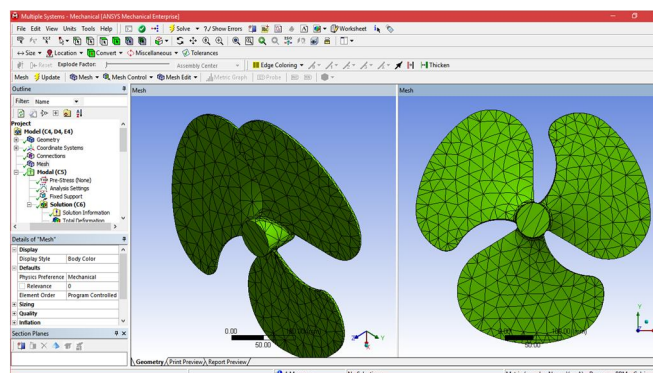 Multiple Systems - Mechanical [ANSYS Mechanical Enterprise]
File Edit View Units Tools Help Solve ?/ Show Errors Worksheet
Size Location Convert Miscellaneous Tolerances
Reset Explode Factor: Assembly Center Edge Coloring Thicken
Mesh Update Mesh Mesh Control Mesh Edit Metric Graph Probe
Outline
Filter: Name
Project
Model (C4, D4, E4)
Geometry
Coordinate Systems
Connections
Mesh
Model (C5)
Pre-Stress (None)
Analysis Settings
Fixed Support
Solution (C6)
Solution Information
Total Deformation
Details of "Mesh"
Display
Display Style Body Color
Defaults
Physics Preference Mechanical
Relevance 0
Element Order Program Controlled
Sizing
Quality
Inflation
Section Planes
Mesh
0.00
50.00
Z Y
X
Mesh
50.00
Y
Geometry Print Preview Report Preview